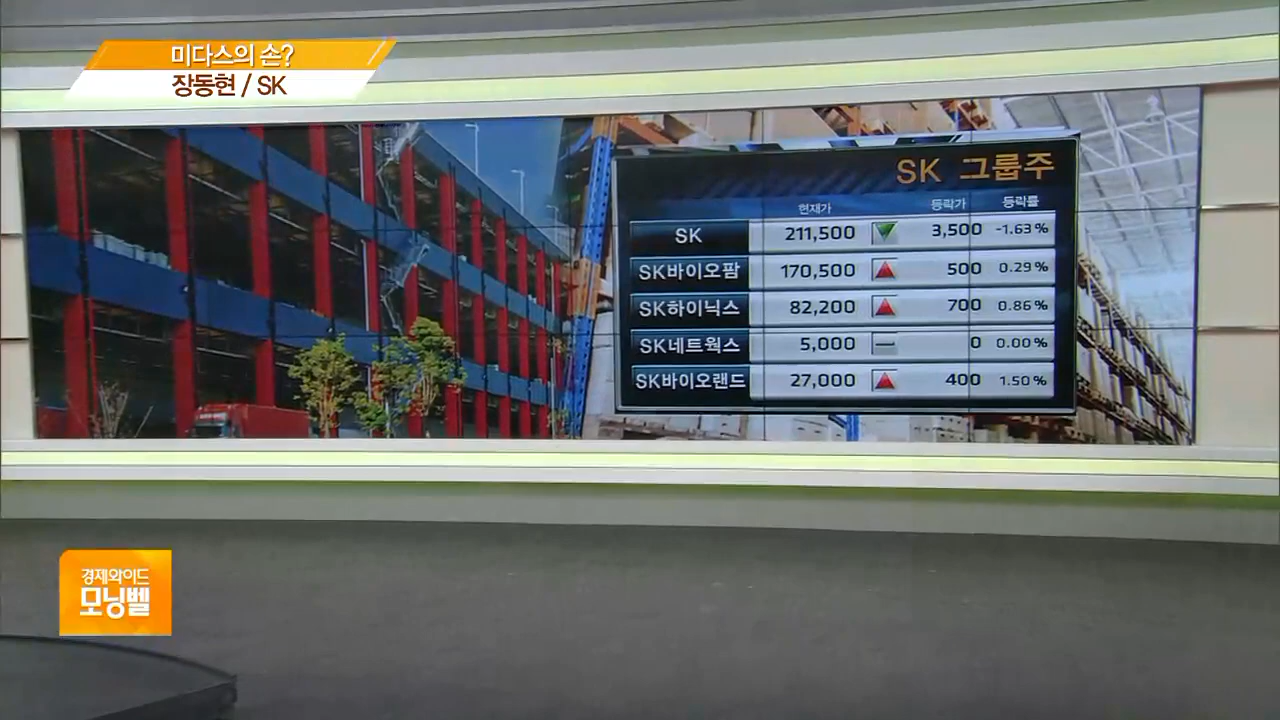 미다스의 손?
장동현 / SK
SK 그룹주
현재가 등락가 등락률
SK 211,500 ▼ 3,500 -1.63%
SK바이오팜 170,500 ▲ 500 0.29%
SK하이닉스 82,200 ▲ 700 0.86%
SK네트웍스 5,000 — 0 0.00%
SK바이오랜드 27,000 ▲ 400 1.50%
경제와이드
모닝벨